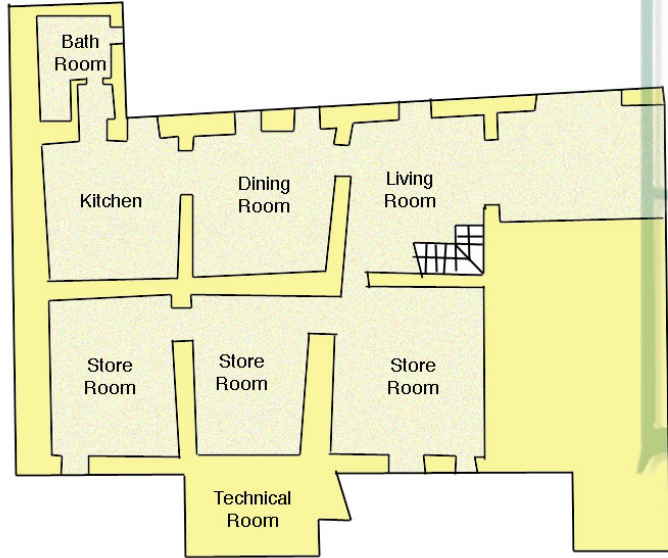 Bath
Room
Kitchen
Dining
Room
Living
Room
Store
Room
Store
Room
Store
Room
Technical
Room